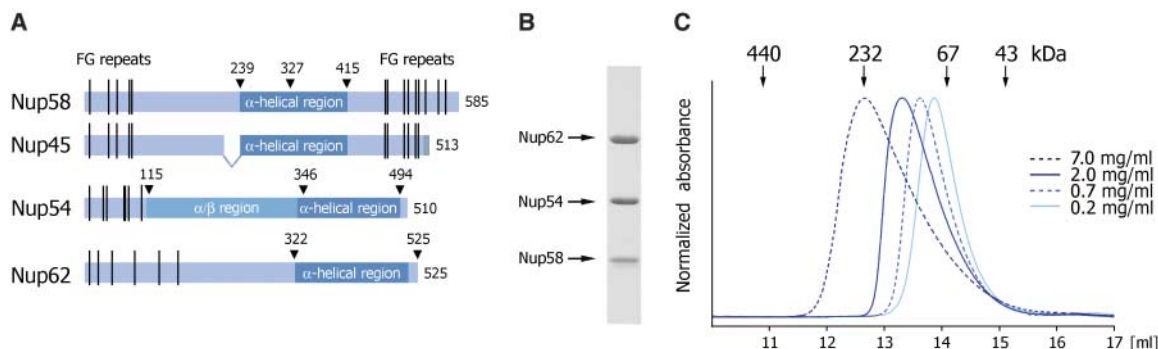 A
FG repeats
FG repeats
239 327 415
Nup58
α-helical region
585
Nup45
α-helical region
513
115 346 494
Nup54
α/β region
α-helical region
510
322 525
Nup62
α-helical region
525
B
Nup62
Nup54
Nup58
C
440 232 67 43 kDa
Normalized absorbance
7.0 mg/ml
2.0 mg/ml
0.7 mg/ml
0.2 mg/ml
11 12 13 14 15 16 17 [ml]